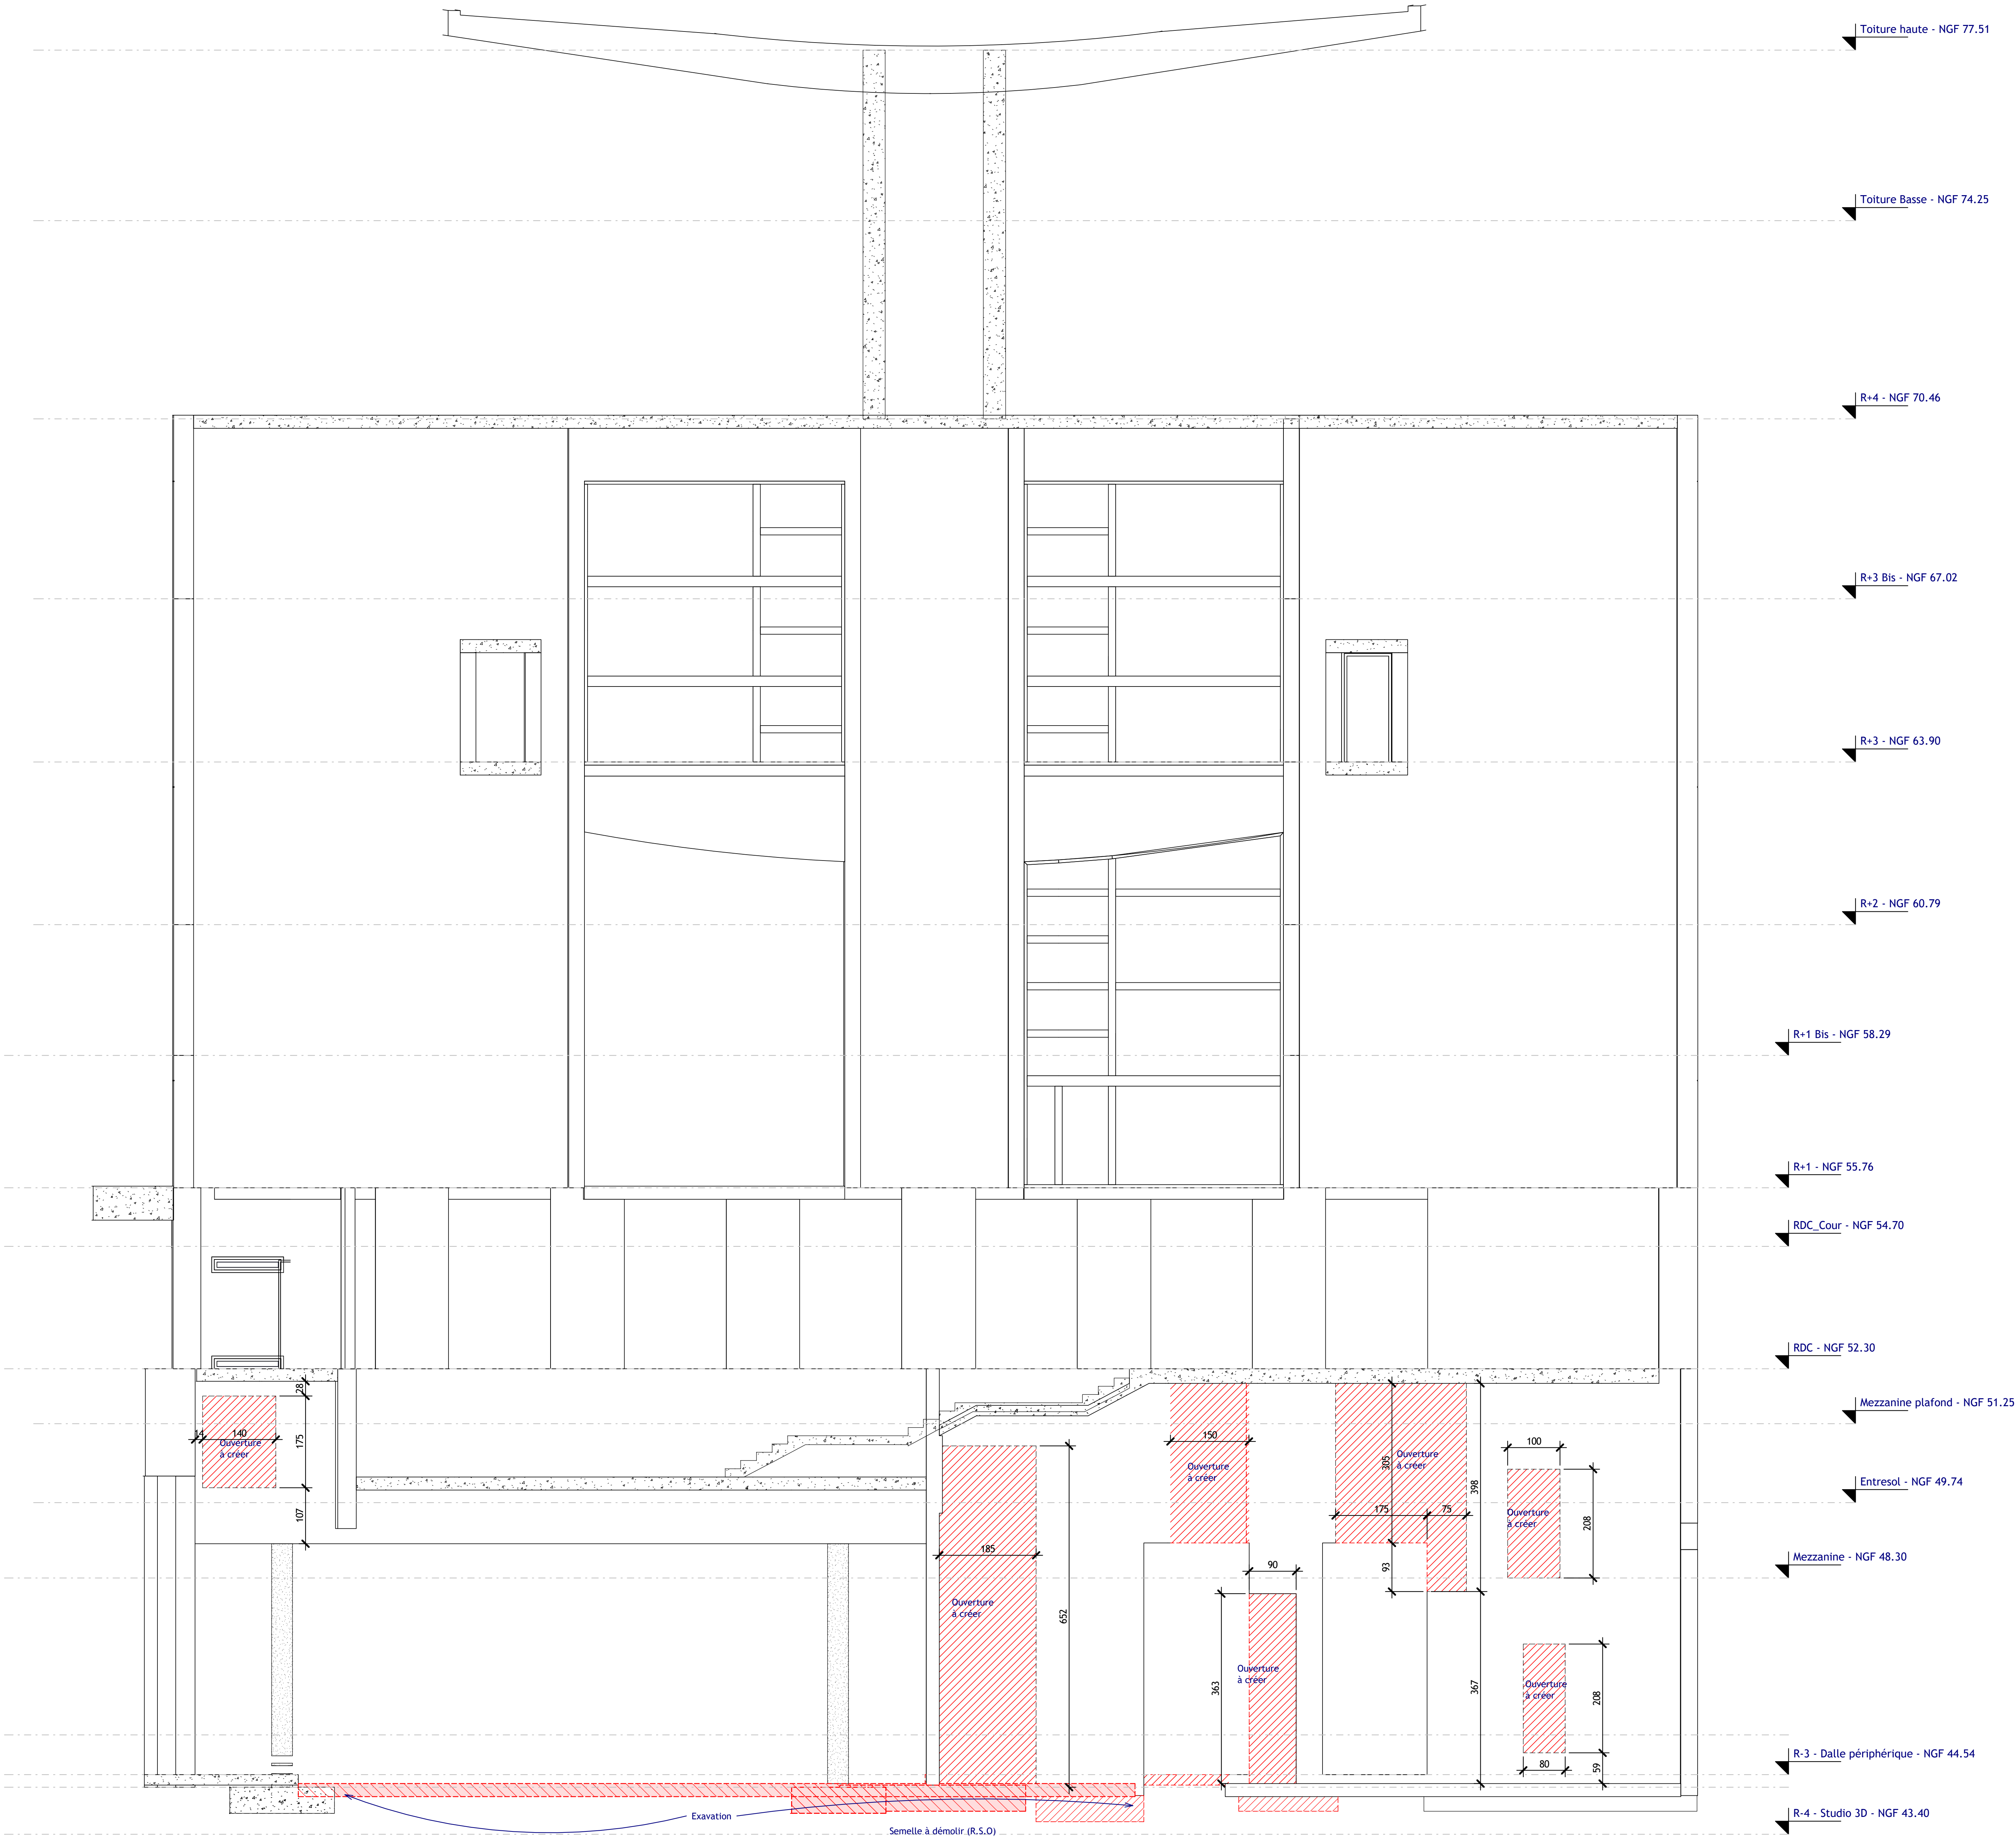 Toiture haute - NGF 77.51
Toiture Basse - NGF 74.25
R+4 - NGF 70.46
R+3 Bis - NGF 67.02
R+3 - NGF 63.90
R+2 - NGF 60.79
R+1 Bis - NGF 58.29
R+1 - NGF 55.76
RDC_Cour - NGF 54.70
RDC - NGF 52.30
28
Mezzanine plafond - NGF 51.25
14
140
175
Ouverture
à créer
150
Ouverture
à créer
305
Ouverture
à créer
398
100
Entresol - NGF 49.74
107
175
75
Ouverture
à créer
208
185
90
93
Mezzanine - NGF 48.30
Ouverture
à créer
652
363
Ouverture
à créer
367
Ouverture
à créer
208
80
59
R-3 - Dalle périphérique - NGF 44.54
Exavation
R-4 - Studio 3D - NGF 43.40
Semelle à démolir (R.S.O)